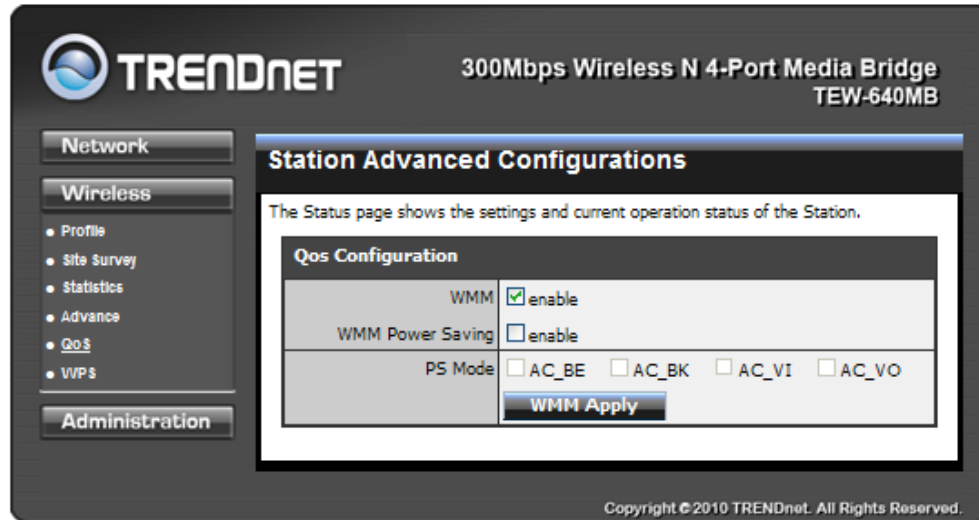 TRENDNET
300Mbps Wireless N 4-Port Media Bridge
TEW-640MB
Network
Wireless
Profile
Site Survey
Statistics
Advance
QoS
WPS
Administration
Station Advanced Configurations
The Status page shows the settings and current operation status of the Station.
Qos Configuration
WMM enable
WMM Power Saving enable
PS Mode AC_BE AC_BK AC_VI AC_VO
WMM Apply
Copyright © 2010 TRENDnet. All Rights Reserved.